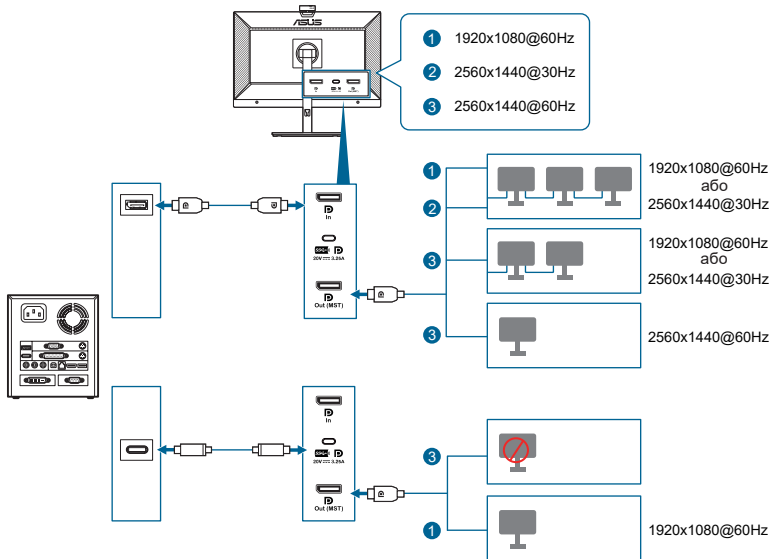 ASUS
1 1920x1080@60Hz
2 2560x1440@30Hz
3 2560x1440@60Hz
In
20V 3.25A
Out (MST)
1
2
1920x1080@60Hz
або
2560x1440@30Hz
3
1920x1080@60Hz
або
2560x1440@30Hz
3
2560x1440@60Hz
In
20V 3.25A
Out (MST)
3
1
1920x1080@60Hz